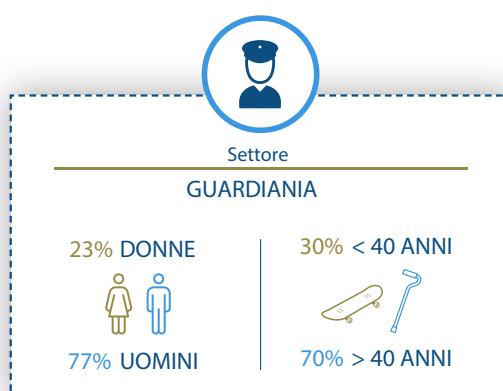 Settore
GUARDIANIA
23% DONNE
77% UOMINI
30% < 40 ANNI
70% > 40 ANNI